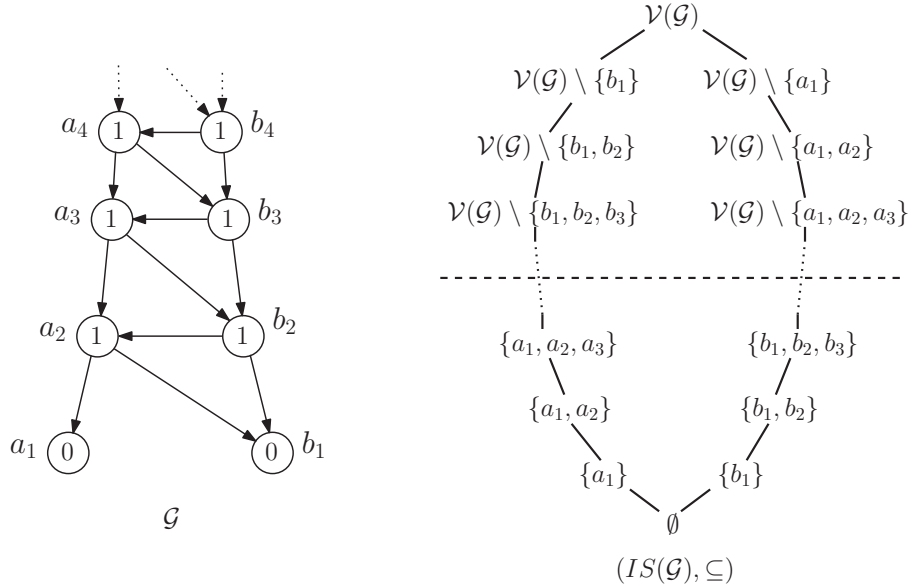 𝒱(𝒢)
𝒱(𝒢) \ {b₁} 𝒱(𝒢) \ {a₁}
a₄ 1 1 b₄
𝒱(𝒢) \ {b₁, b₂} 𝒱(𝒢) \ {a₁, a₂}
a₃ 1 1 b₃
𝒱(𝒢) \ {b₁, b₂, b₃} 𝒱(𝒢) \ {a₁, a₂, a₃}
a₂ 1 1 b₂
{a₁, a₂, a₃} {b₁, b₂, b₃}
{a₁, a₂} {b₁, b₂}
a₁ 0 0 b₁
{a₁} {b₁}
𝒢
∅
(IS(𝒢), ⊆)